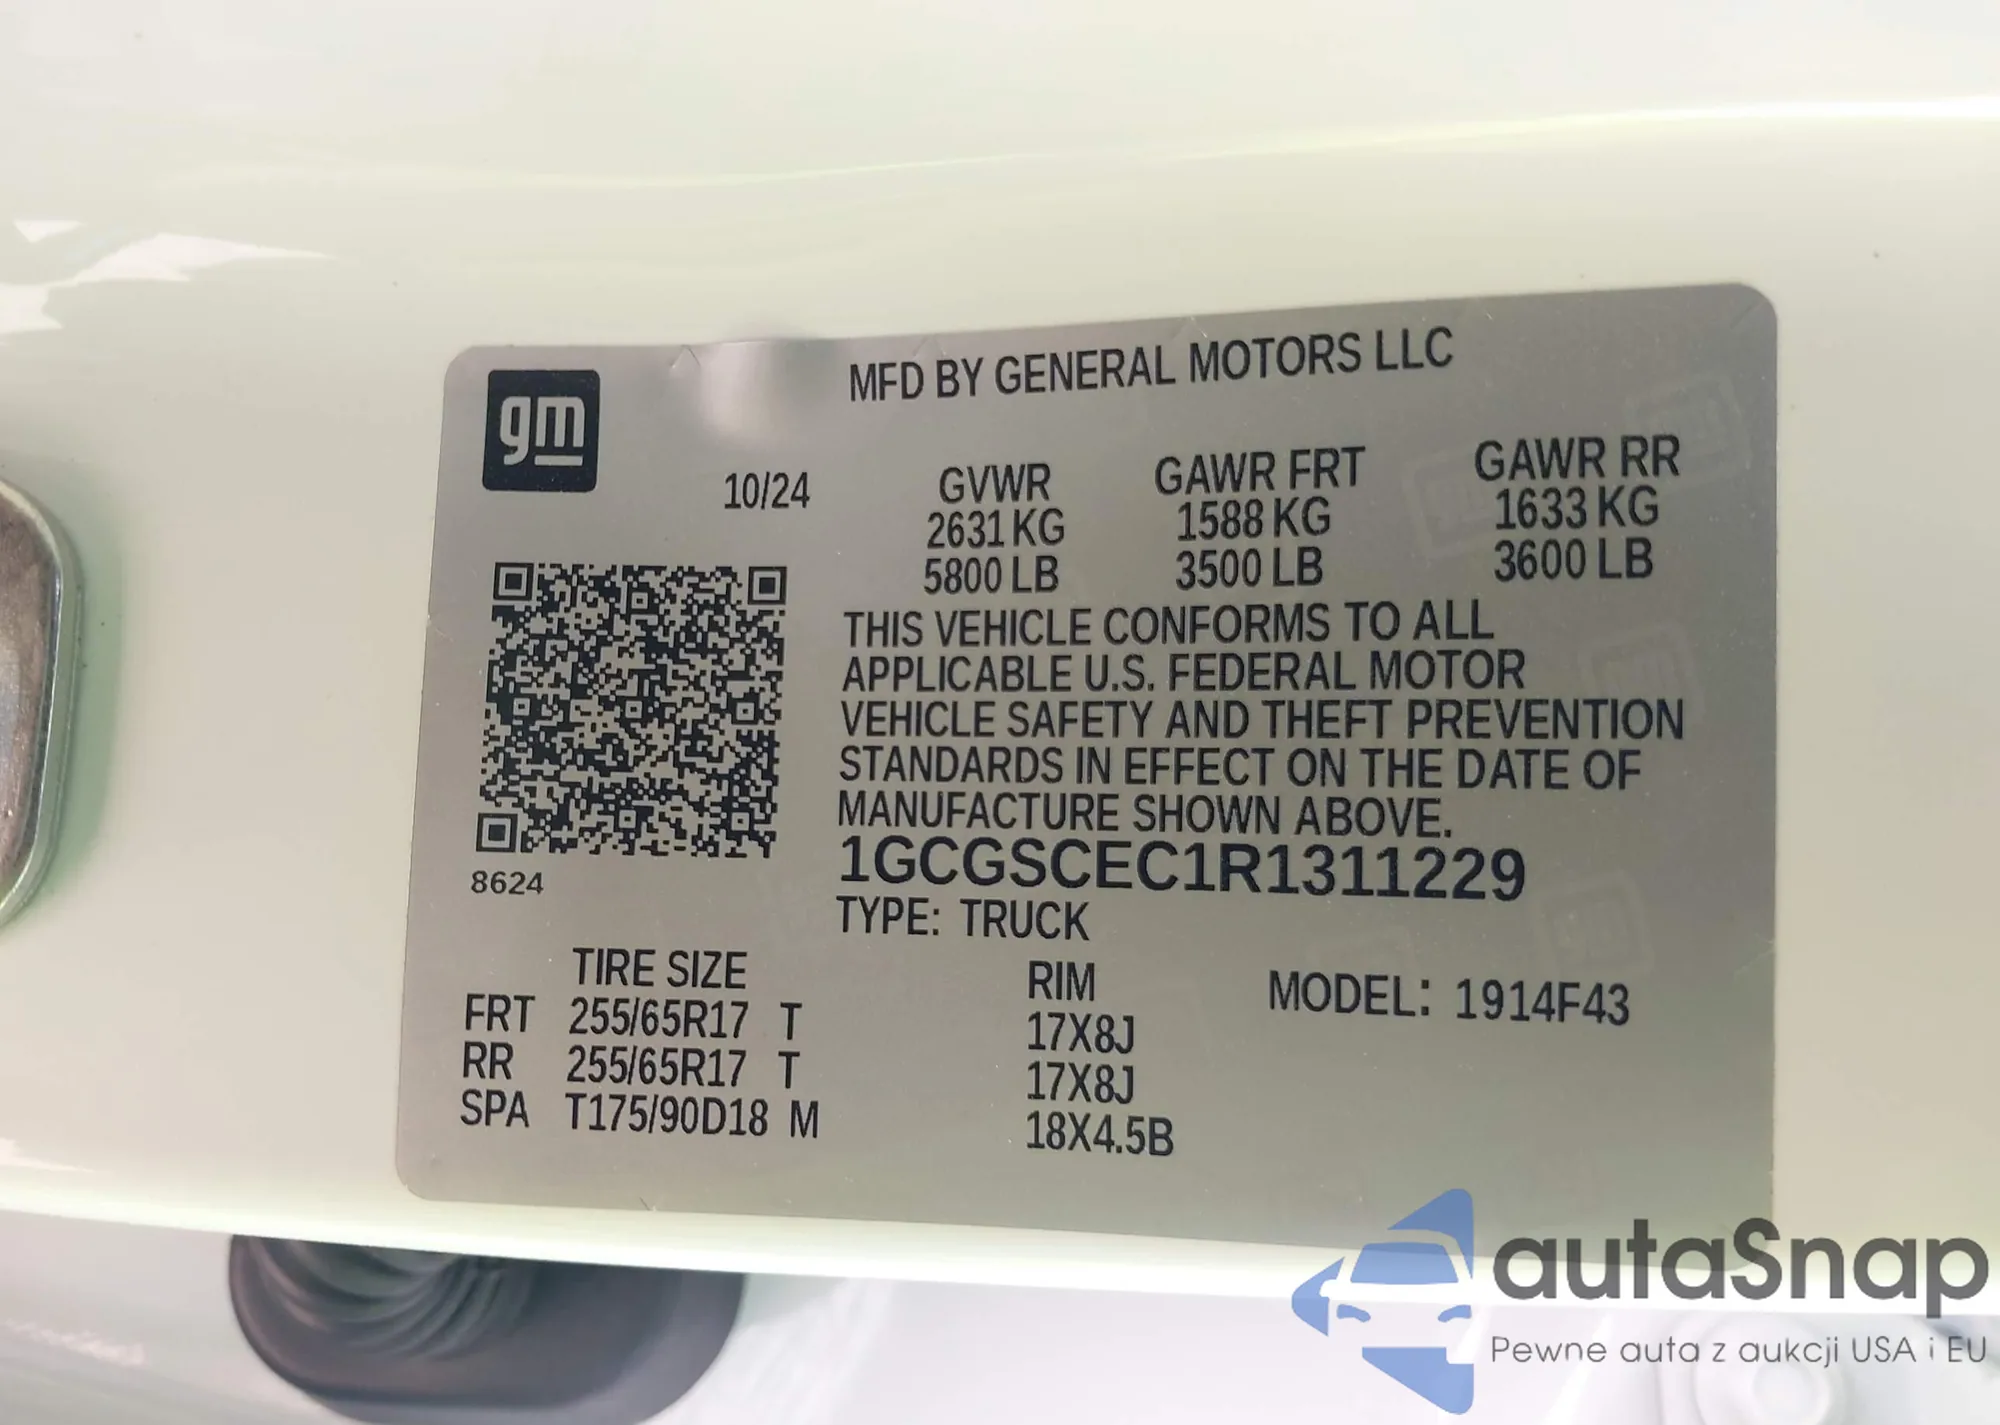 gm
MFD BY GENERAL MOTORS LLC
10/24
GVWR GAWR FRT GAWR RR
2631 KG 1588 KG 1633 KG
5800 LB 3500 LB 3600 LB
THIS VEHICLE CONFORMS TO ALL
APPLICABLE U.S. FEDERAL MOTOR
VEHICLE SAFETY AND THEFT PREVENTION
STANDARDS IN EFFECT ON THE DATE OF
MANUFACTURE SHOWN ABOVE.
1GCGSCEC1R1311229
8624
TYPE: TRUCK
TIRE SIZE RIM
MODEL: 1914F43
FRT 255/65R17 T 17X8J
RR 255/65R17 T 17X8J
SPA T175/90D18 M 18X4.5B
autaSnap
Pewne auta z aukcji USA i EU